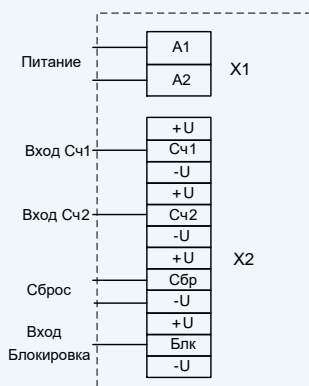 Питание
A1
A2
X1
+U
Вход Сч1
Сч1
-U
+U
Вход Сч2
Сч2
-U
+U
X2
Сброс
Сбр
-U
+U
Вход
Блокировка
Блк
-U